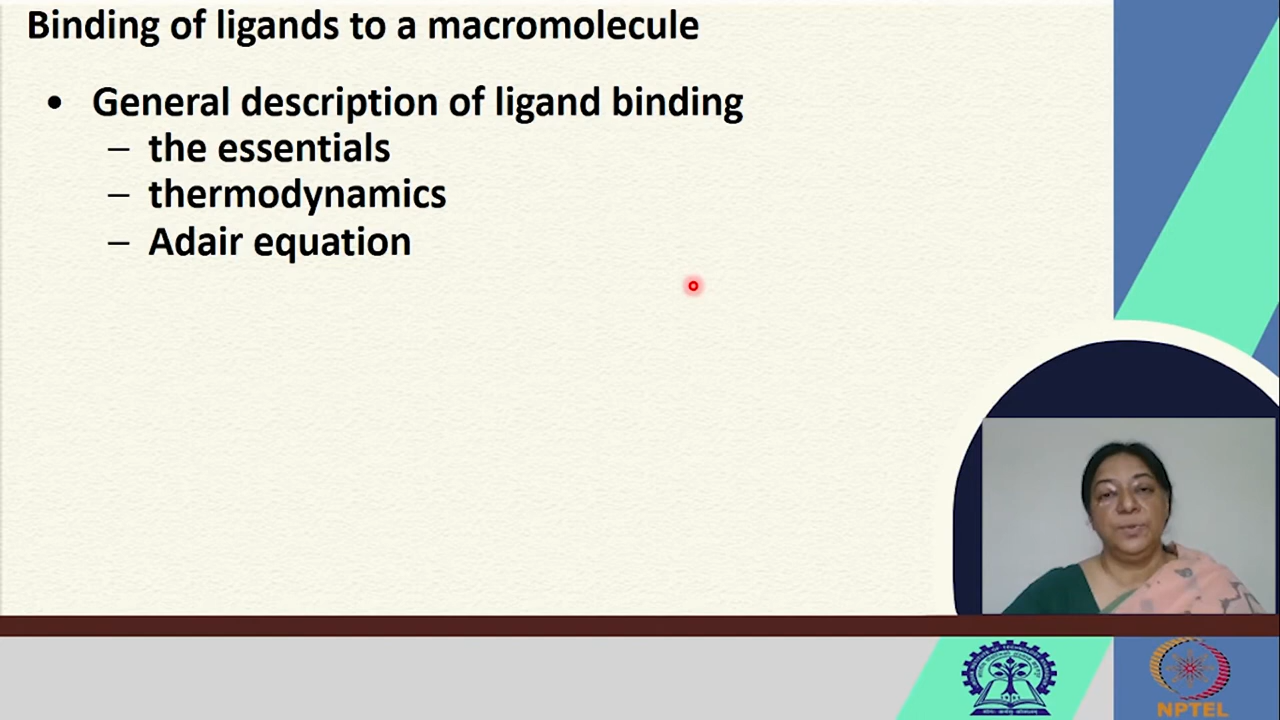 Binding of ligands to a macromolecule
• General description of ligand binding
– the essentials
– thermodynamics
– Adair equation
NPTEL